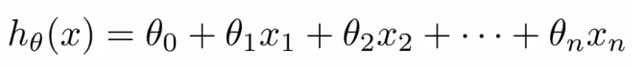 hθ(x) = θ₀ + θ₁x₁ + θ₂x₂ + ··· + θₙxₙ